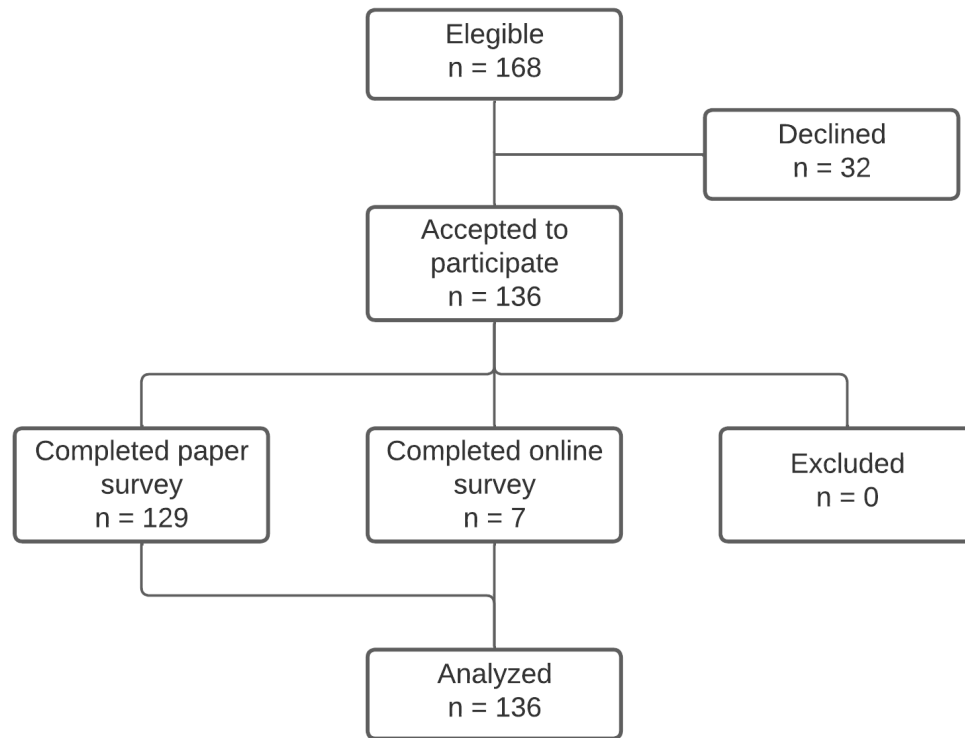 Elegible
n = 168
Declined
n = 32
Accepted to
participate
n = 136
Completed paper
survey
n = 129
Completed online
survey
n = 7
Excluded
n = 0
Analyzed
n = 136